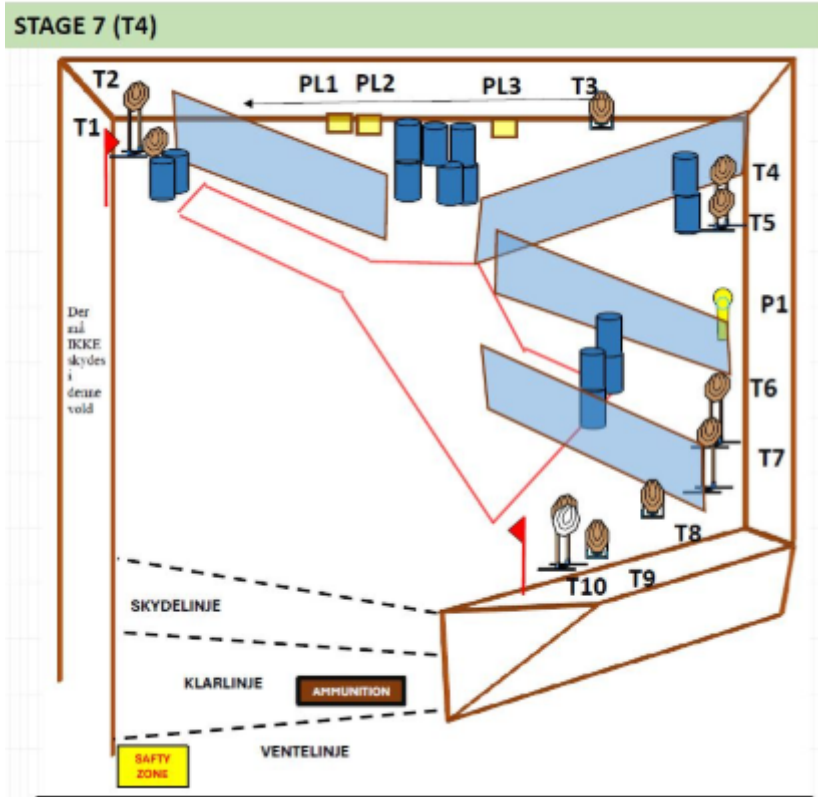 STAGE 7 (T4)
T2
PL1
PL2
PL3
T3
T1
T4
T5
Der
må
IKKE
skydes
i
denne
vold
P1
T6
T7
T8
T10
T9
SKYDELINJE
KLARLINJE
AMMUNITION
VENTELINJE
SAFTY
ZONE